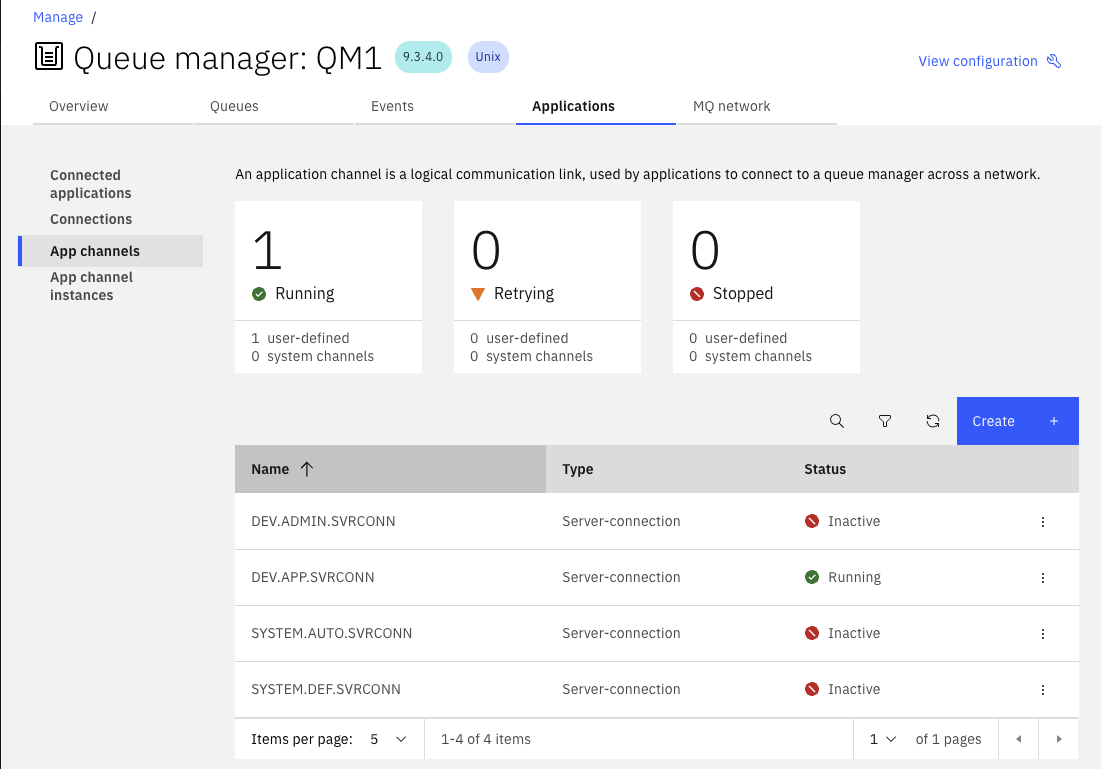 Manage /
Queue manager: QM1 9.3.4.0 Unix
View configuration
Overview Queues Events Applications MQ network
Connected
applications
Connections
App channels
App channel
instances
An application channel is a logical communication link, used by applications to connect to a queue manager across a network.
1 0 0
Running Retrying Stopped
1 user-defined 0 user-defined 0 user-defined
0 system channels 0 system channels 0 system channels
Create +
Name Type Status
DEV.ADMIN.SVRCONN Server-connection Inactive
DEV.APP.SVRCONN Server-connection Running
SYSTEM.AUTO.SVRCONN Server-connection Inactive
SYSTEM.DEF.SVRCONN Server-connection Inactive
Items per page: 5 1-4 of 4 items 1 of 1 pages